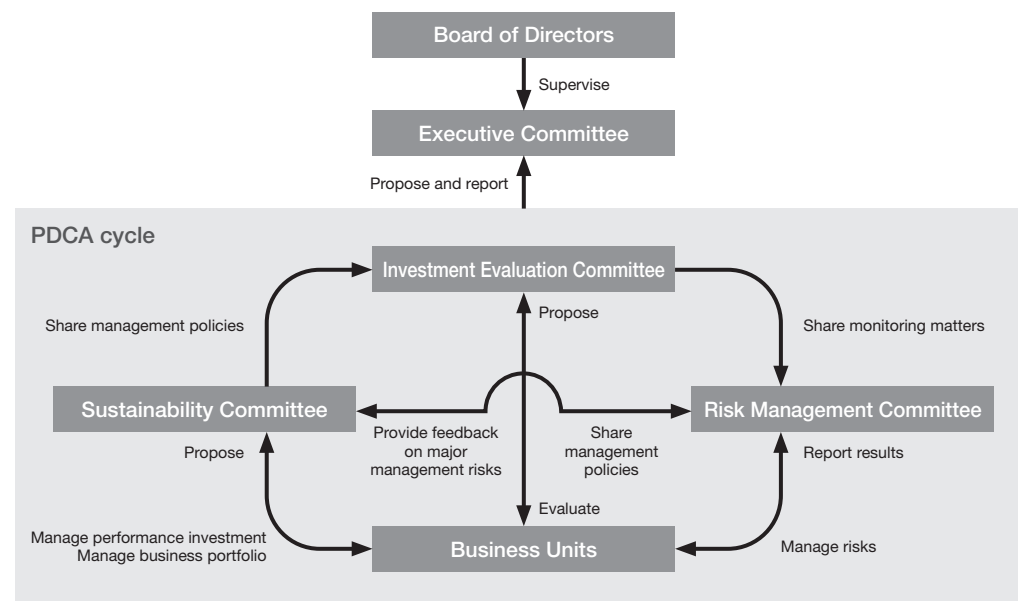 Board of Directors
Supervise
Executive Committee
Propose and report
PDCA cycle
Investment Evaluation Committee
Propose
Share management policies
Share monitoring matters
Sustainability Committee
Risk Management Committee
Propose
Provide feedback
on major
management risks
Share
management
policies
Report results
Evaluate
Manage performance investment
Manage business portfolio
Business Units
Manage risks